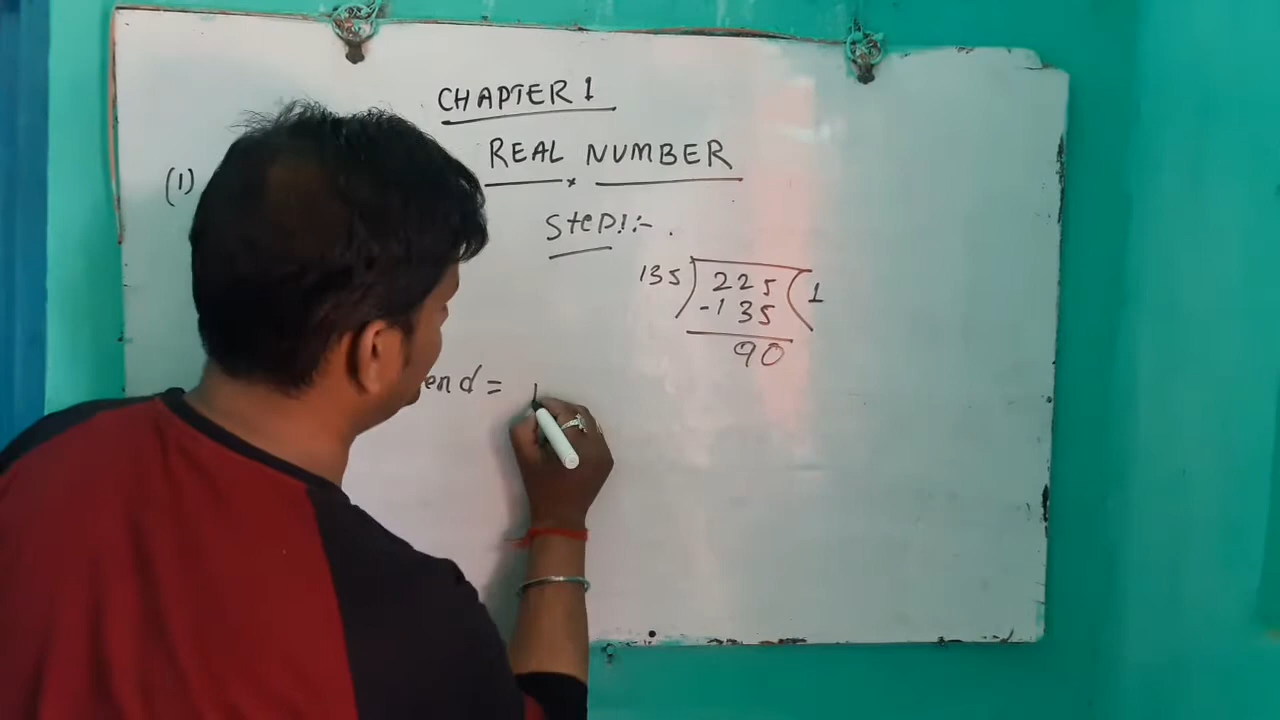 CHAPTER 1
REAL NUMBER
(1)
Step1:-
135 225 1
-135
90
end =